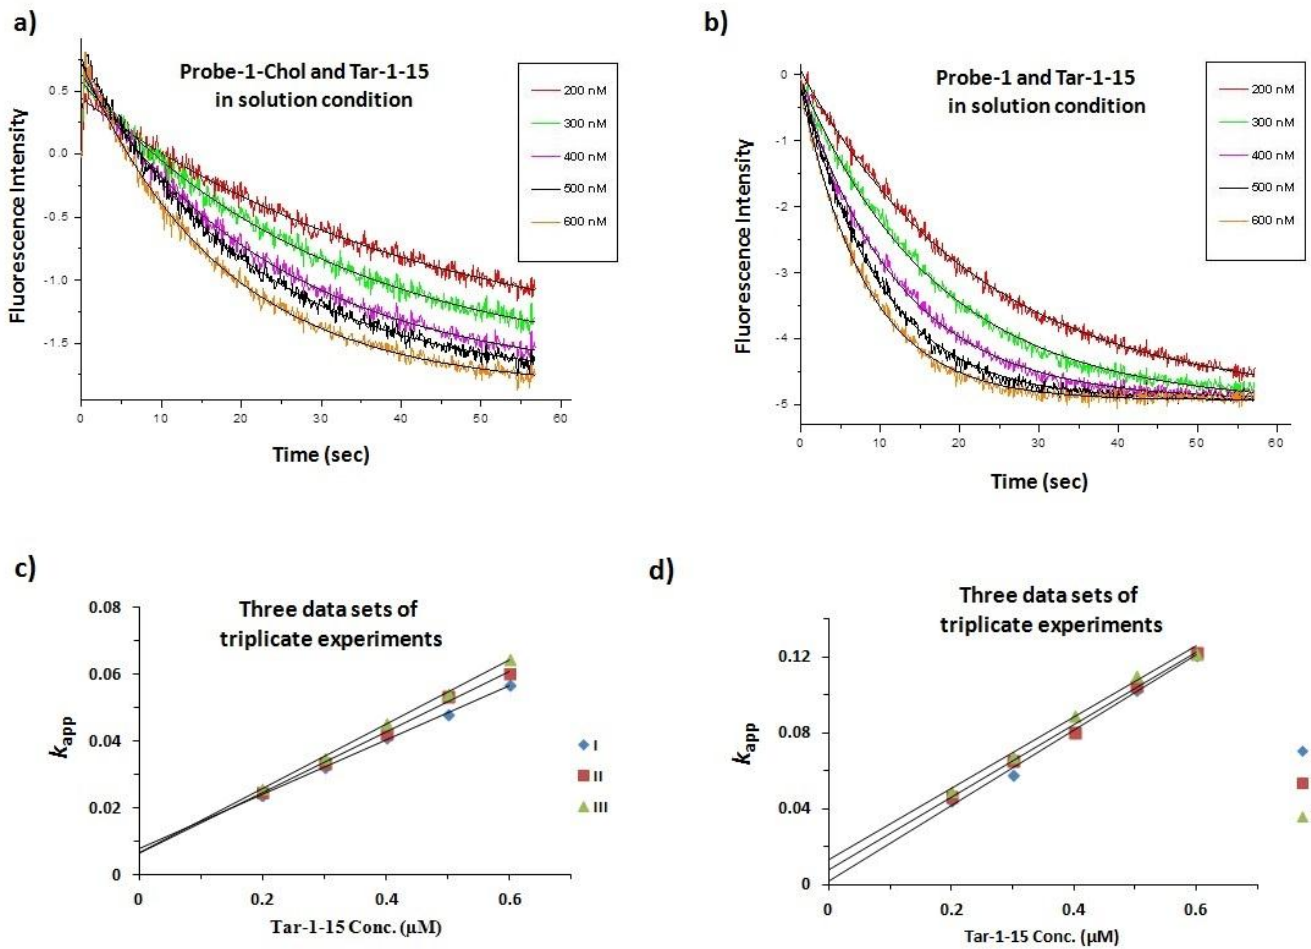 a)
Probe-1-Chol and Tar-1-15
in solution condition
200 nM
300 nM
400 nM
500 nM
600 nM
Fluorescence Intensity
0.5
0.0
-0.5
-1.0
-1.5
0
10
20
30
40
50
60
Time (sec)
b)
Probe-1 and Tar-1-15
in solution condition
200 nM
300 nM
400 nM
500 nM
600 nM
Fluorescence Intensity
0
-1
-2
-3
-4
-5
0
10
20
30
40
50
60
Time (sec)
c)
Three data sets of
triplicate experiments
kapp
0.08
0.06
0.04
0.02
0
0
0.2
0.4
0.6
Tar-1-15 Conc. (μM)
I
II
III
d)
Three data sets of
triplicate experiments
kapp
0.12
0.08
0.04
0
0
0.2
0.4
0.6
Tar-1-15 Conc. (μM)